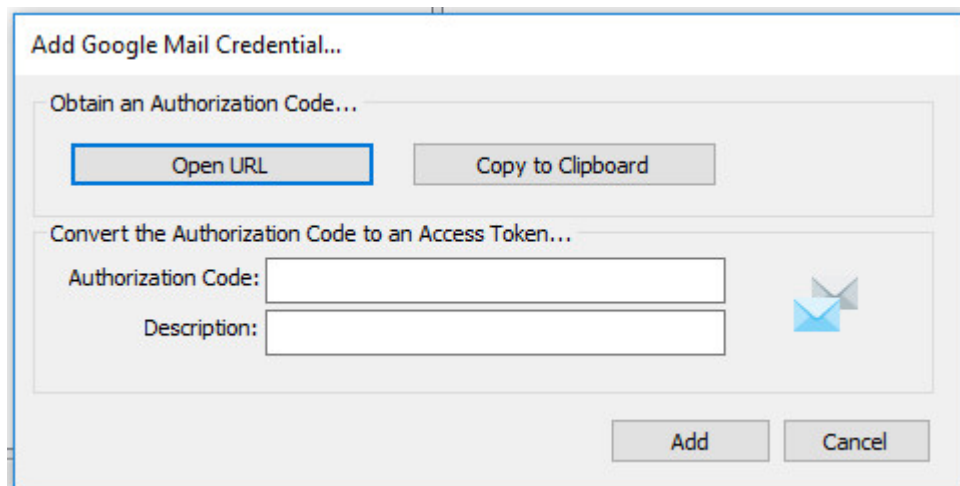 Add Google Mail Credential...
Obtain an Authorization Code...
Open URL
Copy to Clipboard
Convert the Authorization Code to an Access Token...
Authorization Code:
Description:
Add
Cancel